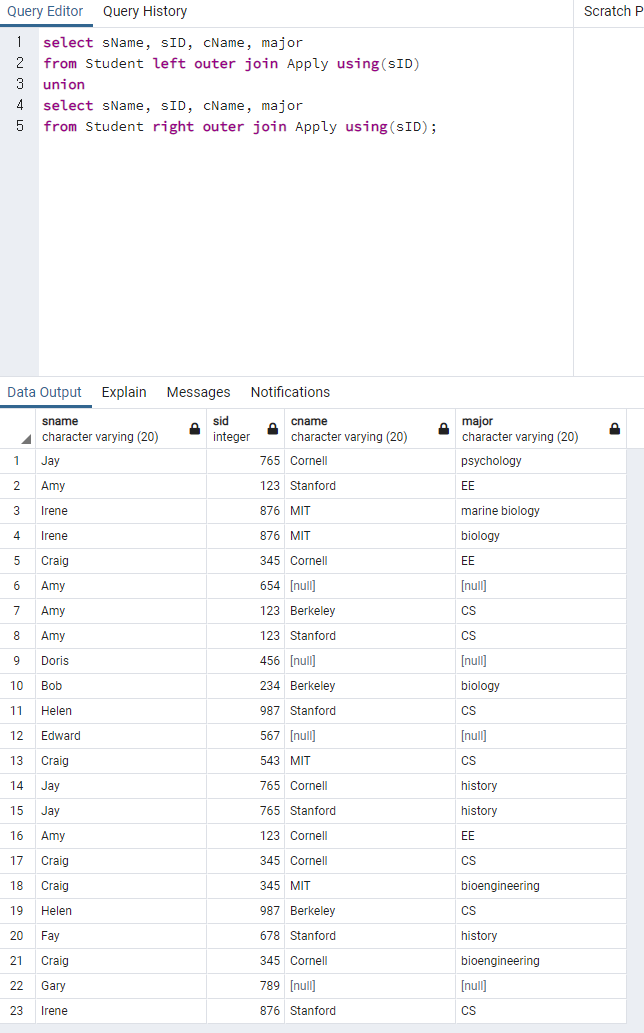 Query Editor Query History Scratch P
1 select sName, sID, cName, major
2 from Student left outer join Apply using(sID)
3 union
4 select sName, sID, cName, major
5 from Student right outer join Apply using(sID);
Data Output Explain Messages Notifications
sname sid cname major
character varying (20) integer character varying (20) character varying (20)
1 Jay 765 Cornell psychology
2 Amy 123 Stanford EE
3 Irene 876 MIT marine biology
4 Irene 876 MIT biology
5 Craig 345 Cornell EE
6 Amy 654 [null] [null]
7 Amy 123 Berkeley CS
8 Amy 123 Stanford CS
9 Doris 456 [null] [null]
10 Bob 234 Berkeley biology
11 Helen 987 Stanford CS
12 Edward 567 [null] [null]
13 Craig 543 MIT CS
14 Jay 765 Cornell history
15 Jay 765 Stanford history
16 Amy 123 Cornell EE
17 Craig 345 Cornell CS
18 Craig 345 MIT bioengineering
19 Helen 987 Berkeley CS
20 Fay 678 Stanford history
21 Craig 345 Cornell bioengineering
22 Gary 789 [null] [null]
23 Irene 876 Stanford CS